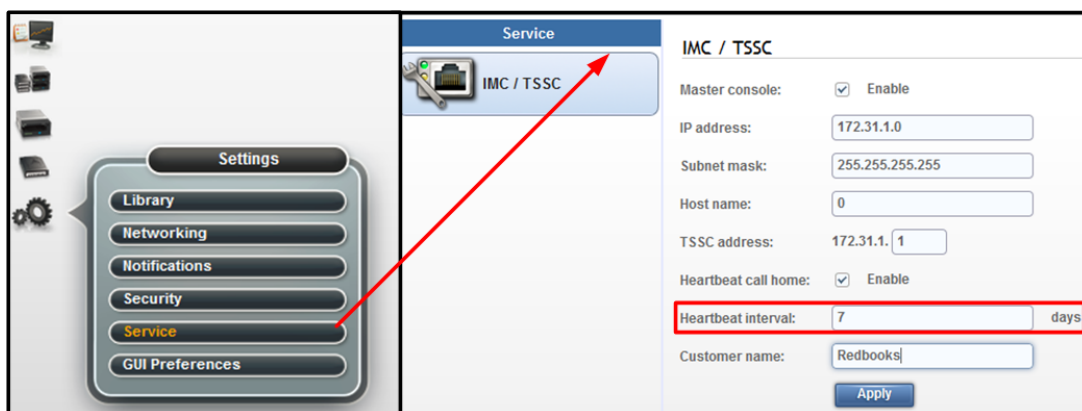 Settings
Library
Networking
Notifications
Security
Service
GUI Preferences
Service
IMC / TSSC
IMC / TSSC
Master console: Enable
IP address: 172.31.1.0
Subnet mask: 255.255.255.255
Host name: 0
TSSC address: 172.31.1. 1
Heartbeat call home: Enable
Heartbeat interval: 7 days
Customer name: Redbooks
Apply